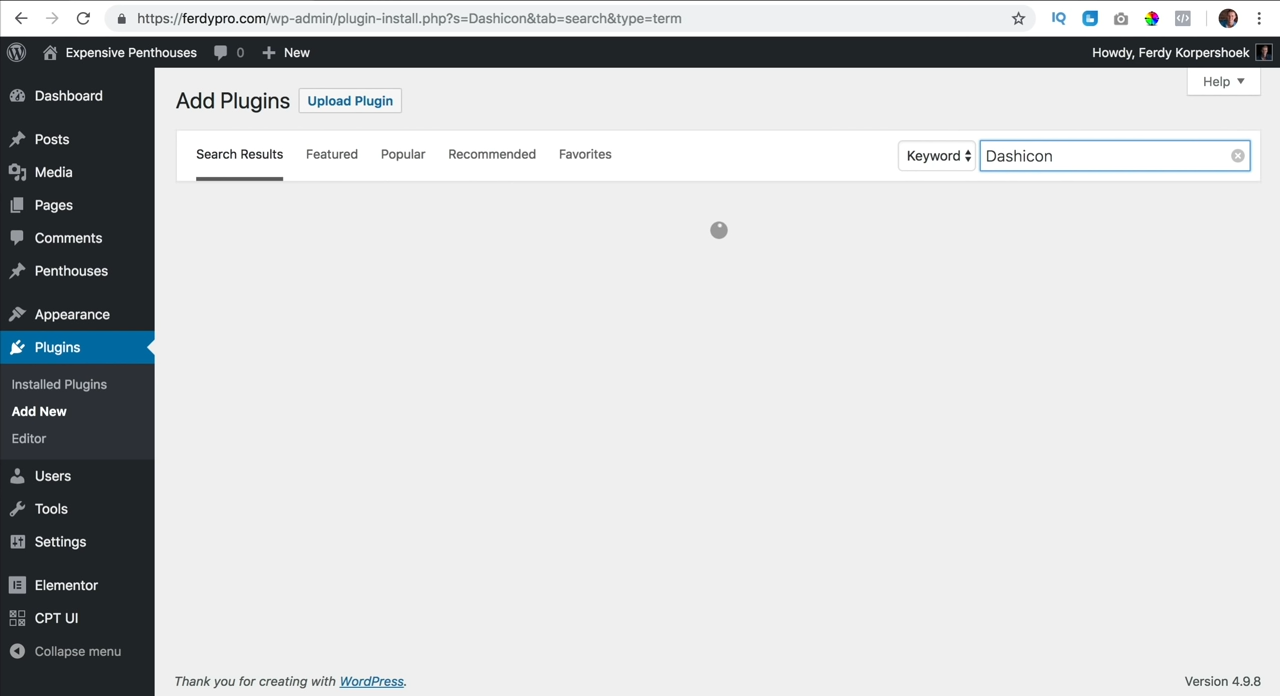 https://ferdypro.com/wp-admin/plugin-install.php?s=Dashicon&tab=search&type=term
IQ
Expensive Penthouses
0
New
Howdy, Ferdy Korpershoek
Dashboard
Posts
Media
Pages
Comments
Penthouses
Appearance
Plugins
Installed Plugins
Add New
Editor
Users
Tools
Settings
Elementor
CPT UI
Collapse menu
Help
Add Plugins
Upload Plugin
Search Results
Featured
Popular
Recommended
Favorites
Keyword
Dashicon
Thank you for creating with WordPress.
Version 4.9.8